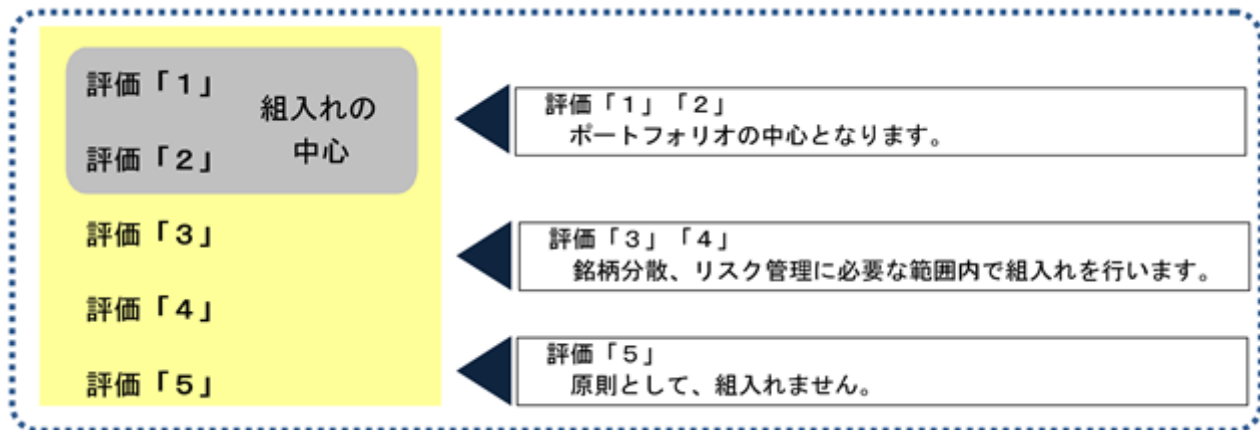 評価「1」
組入れの
中心
評価「2」
評価「3」
評価「4」
評価「5」
評価「1」「2」
ポートフォリオの中心となります。
評価「3」「4」
銘柄分散、リスク管理に必要な範囲内で組入れを行います。
評価「5」
原則として、組入れません。